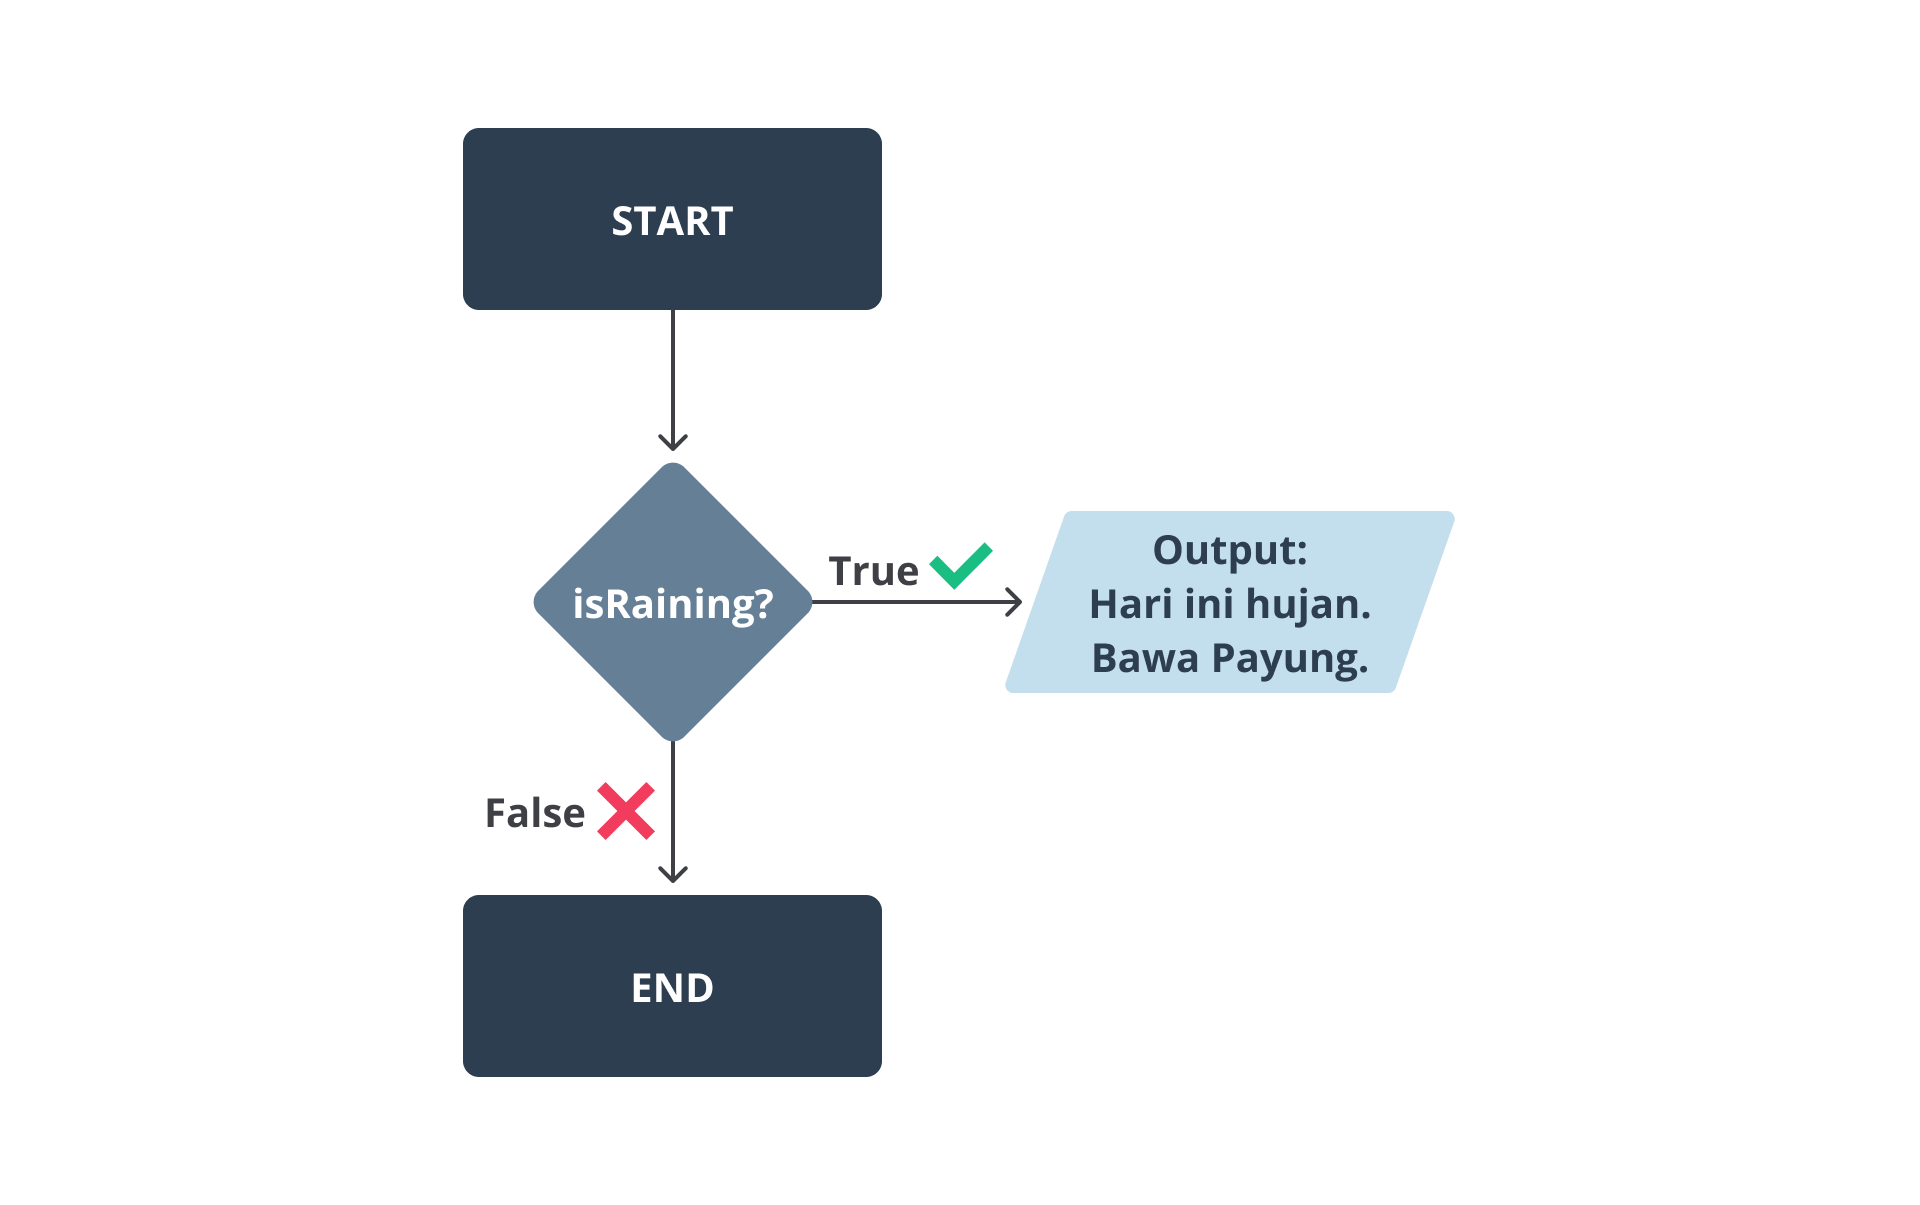 START
isRaining?
True
Output:
Hari ini hujan.
Bawa Payung.
False
END